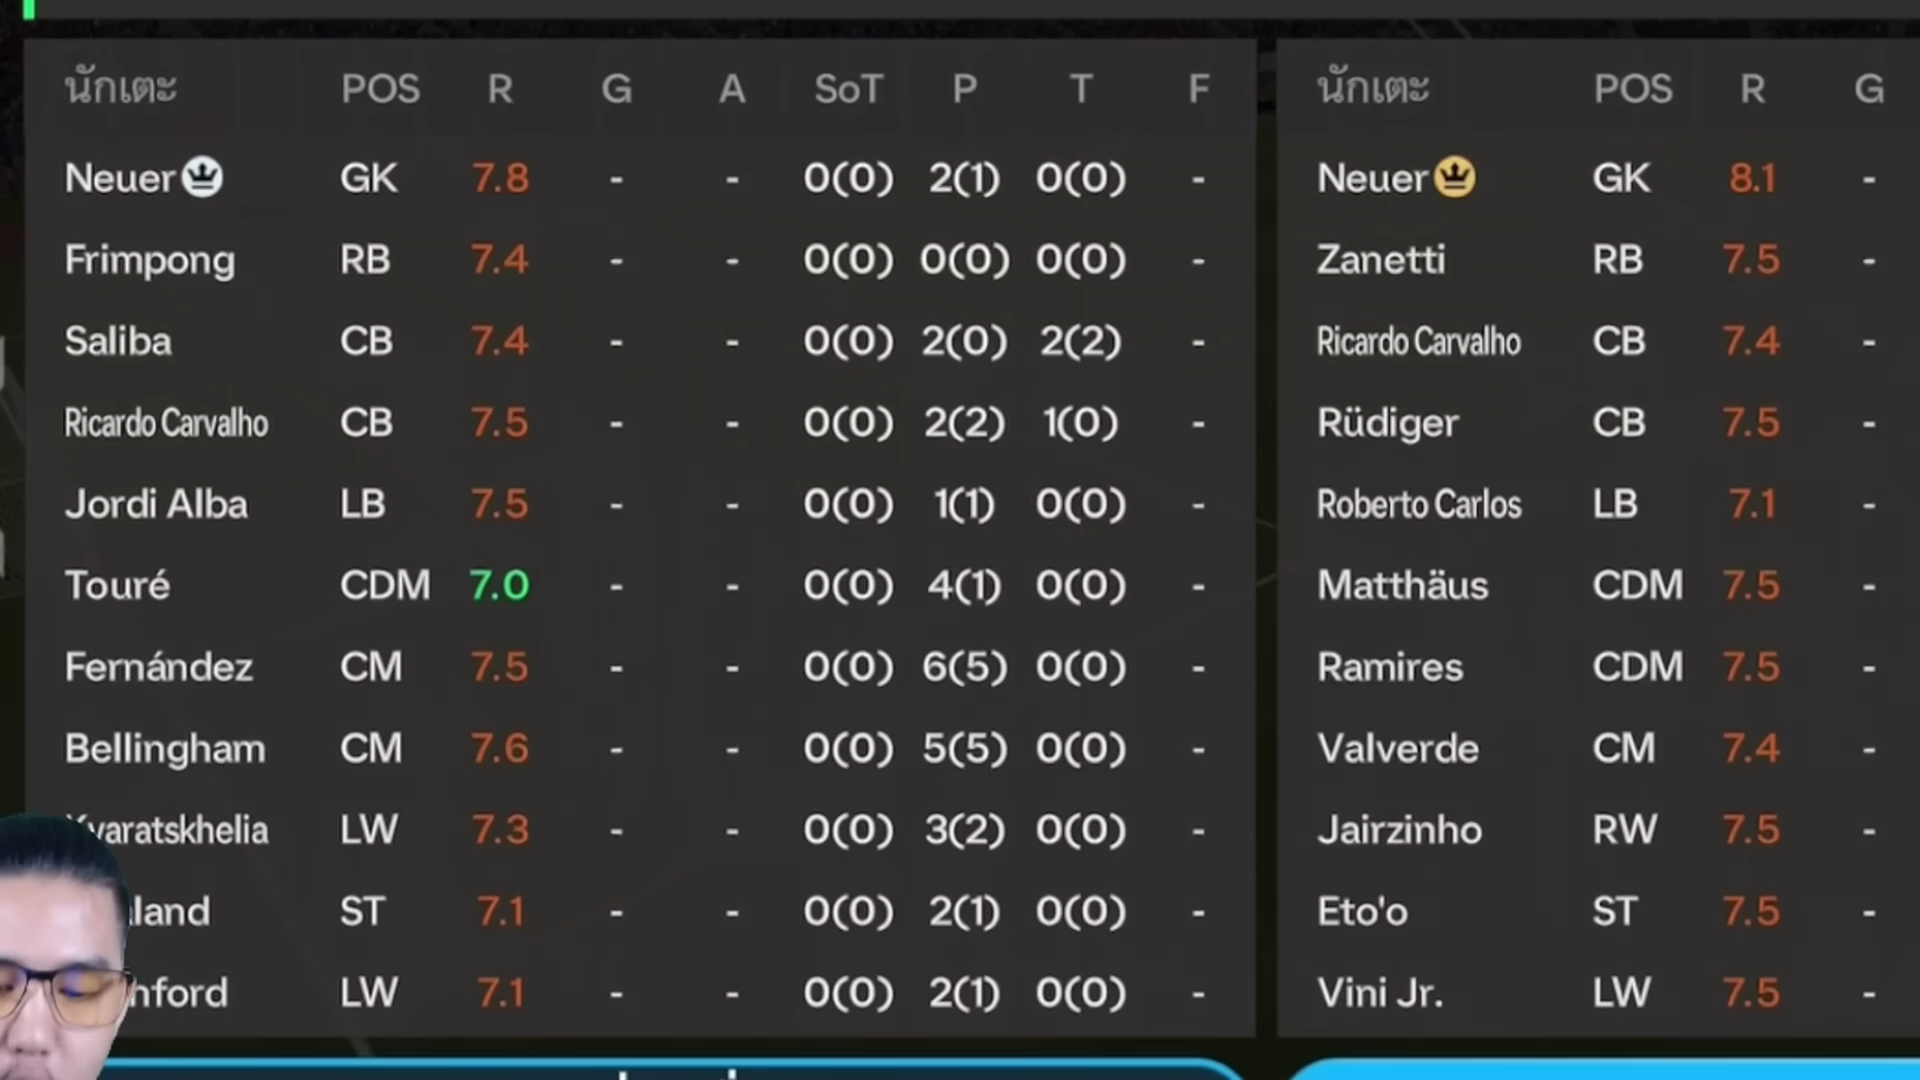 นักเตะ POS R G A SoT P T F
Neuer GK 7.8 - - 0(0) 2(1) 0(0) -
Frimpong RB 7.4 - - 0(0) 0(0) 0(0) -
Saliba CB 7.4 - - 0(0) 2(0) 2(2) -
Ricardo Carvalho CB 7.5 - - 0(0) 2(2) 1(0) -
Jordi Alba LB 7.5 - - 0(0) 1(1) 0(0) -
Touré CDM 7.0 - - 0(0) 4(1) 0(0) -
Fernández CM 7.5 - - 0(0) 6(5) 0(0) -
Bellingham CM 7.6 - - 0(0) 5(5) 0(0) -
Kvaratskhelia LW 7.3 - - 0(0) 3(2) 0(0) -
land ST 7.1 - - 0(0) 2(1) 0(0) -
hford LW 7.1 - - 0(0) 2(1) 0(0) -
นักเตะ POS R G
Neuer GK 8.1 -
Zanetti RB 7.5 -
Ricardo Carvalho CB 7.4 -
Rüdiger CB 7.5 -
Roberto Carlos LB 7.1 -
Matthäus CDM 7.5 -
Ramires CDM 7.5 -
Valverde CM 7.4 -
Jairzinho RW 7.5 -
Eto'o ST 7.5 -
Vini Jr. LW 7.5 -